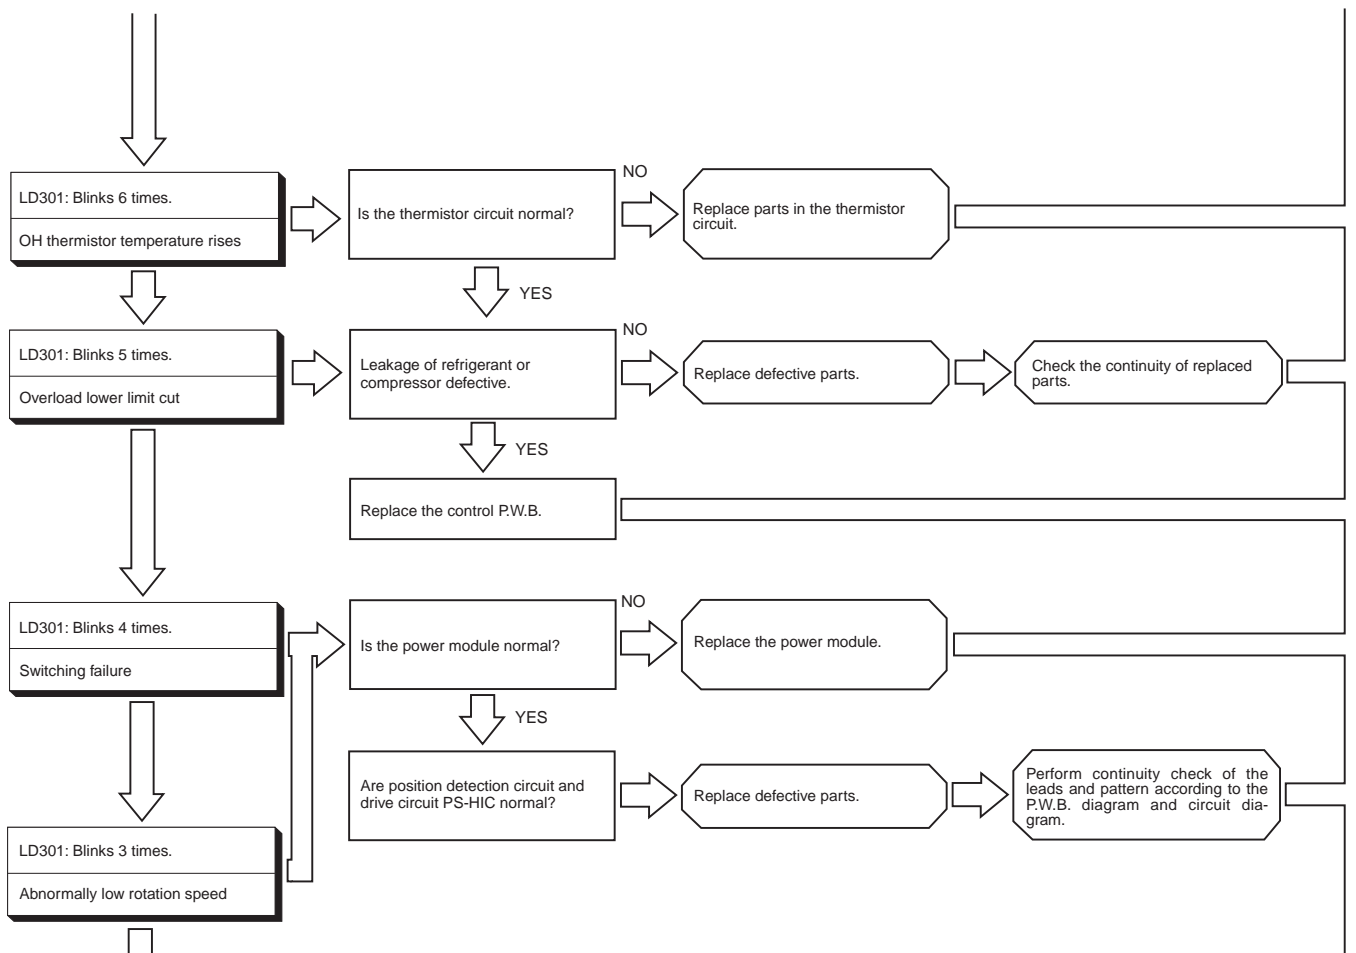 LD301: Blinks 6 times.
OH thermistor temperature rises
Is the thermistor circuit normal?
NO
Replace parts in the thermistor
circuit.
YES
LD301: Blinks 5 times.
Overload lower limit cut
Leakage of refrigerant or
compressor defective.
NO
Replace defective parts.
Check the continuity of replaced
parts.
YES
Replace the control P.W.B.
LD301: Blinks 4 times.
Switching failure
Is the power module normal?
NO
Replace the power module.
YES
Are position detection circuit and
drive circuit PS-HIC normal?
Replace defective parts.
Perform continuity check of the
leads and pattern according to the
P.W.B. diagram and circuit dia-
gram.
LD301: Blinks 3 times.
Abnormally low rotation speed